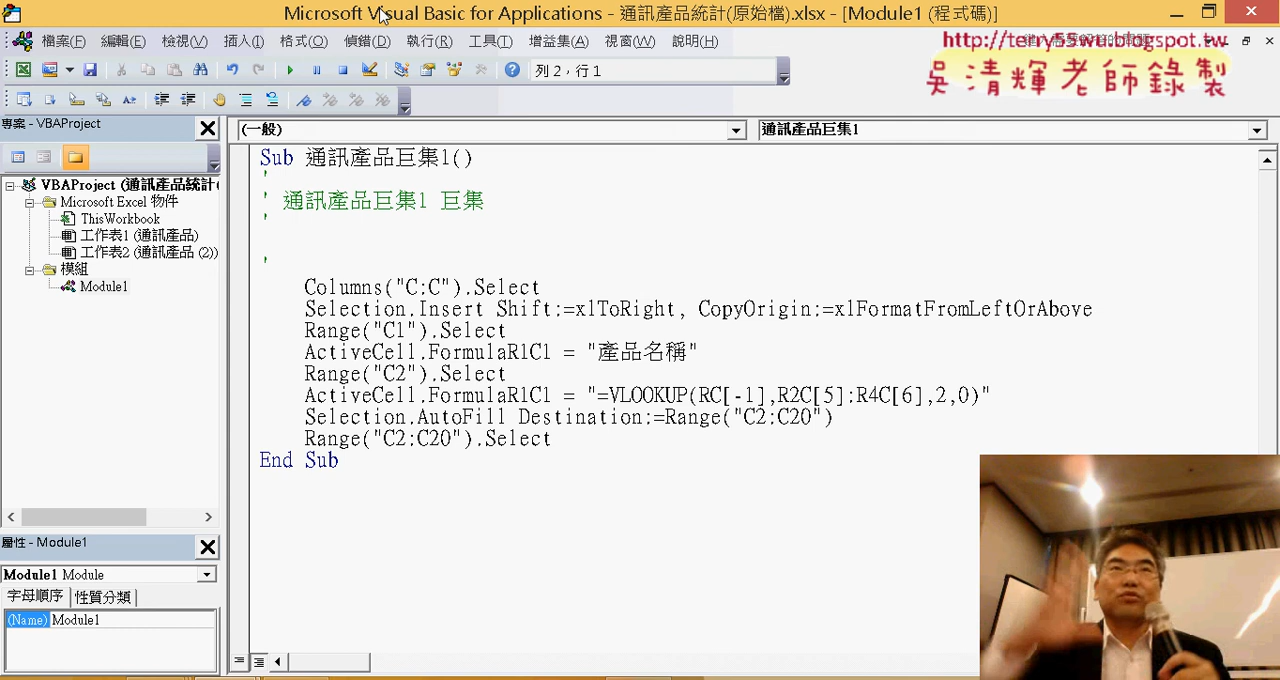 Microsoft Visual Basic for Applications - 通訊產品統計(原始檔).xlsx - [Module1 (程式碼)]
檔案(F) 編輯(E) 檢視(V) 插入(I) 格式(O) 偵錯(D) 執行(R) 工具(T) 增益集(A) 視窗(W) 說明(H)
http://terry55wu.blogspot.tw
吳清輝老師錄製
列 2，行 1
專案 - VBAProject
(一般)
通訊產品巨集1
VBAProject (通訊產品統計(
Microsoft Excel 物件
ThisWorkbook
工作表1 (通訊產品)
工作表2 (通訊產品 (2))
模組
Module1
Sub 通訊產品巨集1()
'
' 通訊產品巨集1 巨集
'
'
Columns("C:C").Select
Selection.Insert Shift:=xlToRight, CopyOrigin:=xlFormatFromLeftOrAbove
Range("C1").Select
ActiveCell.FormulaR1C1 = "產品名稱"
Range("C2").Select
ActiveCell.FormulaR1C1 = "=VLOOKUP(RC[-1],R2C[5]:R4C[6],2,0)"
Selection.AutoFill Destination:=Range("C2:C20")
Range("C2:C20").Select
End Sub
屬性 - Module1
Module1 Module
字母順序 性質分類
(Name) Module1